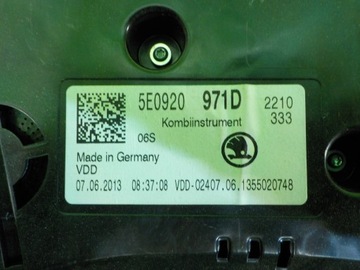 5E0920 971D 2210
Kombiinstrument 333
06S
Made in Germany
VDD
07.06.2013 08:37:08 VDD-02407.06.1355020748